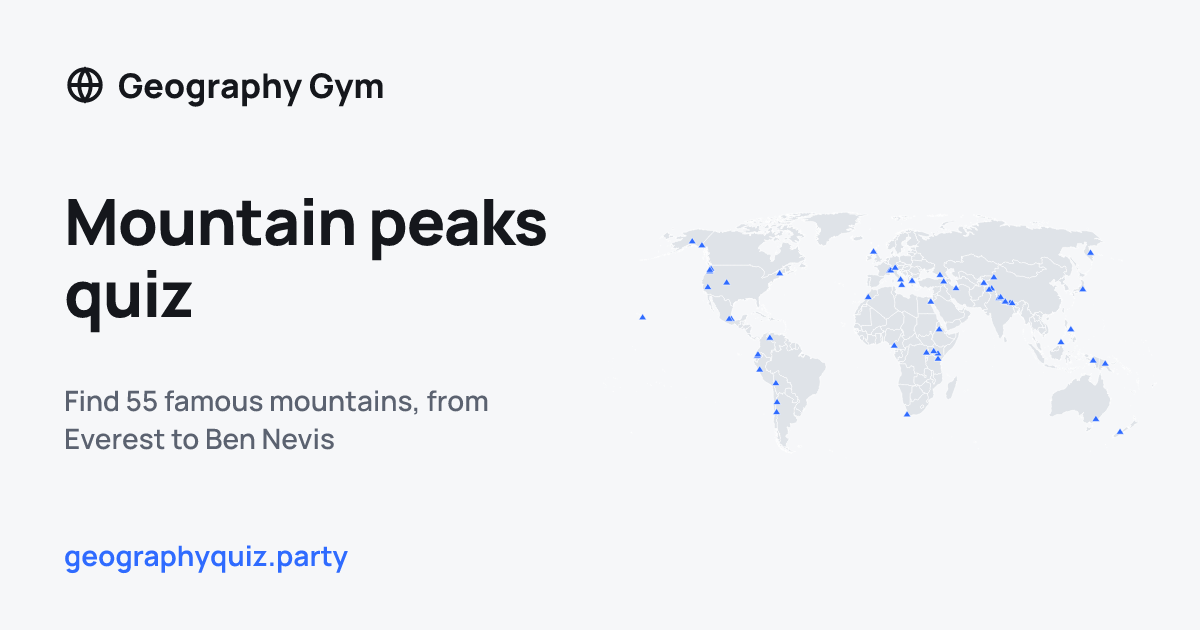 Geography Gym
Mountain peaks
quiz
Find 55 famous mountains, from
Everest to Ben Nevis
geographyquiz.party